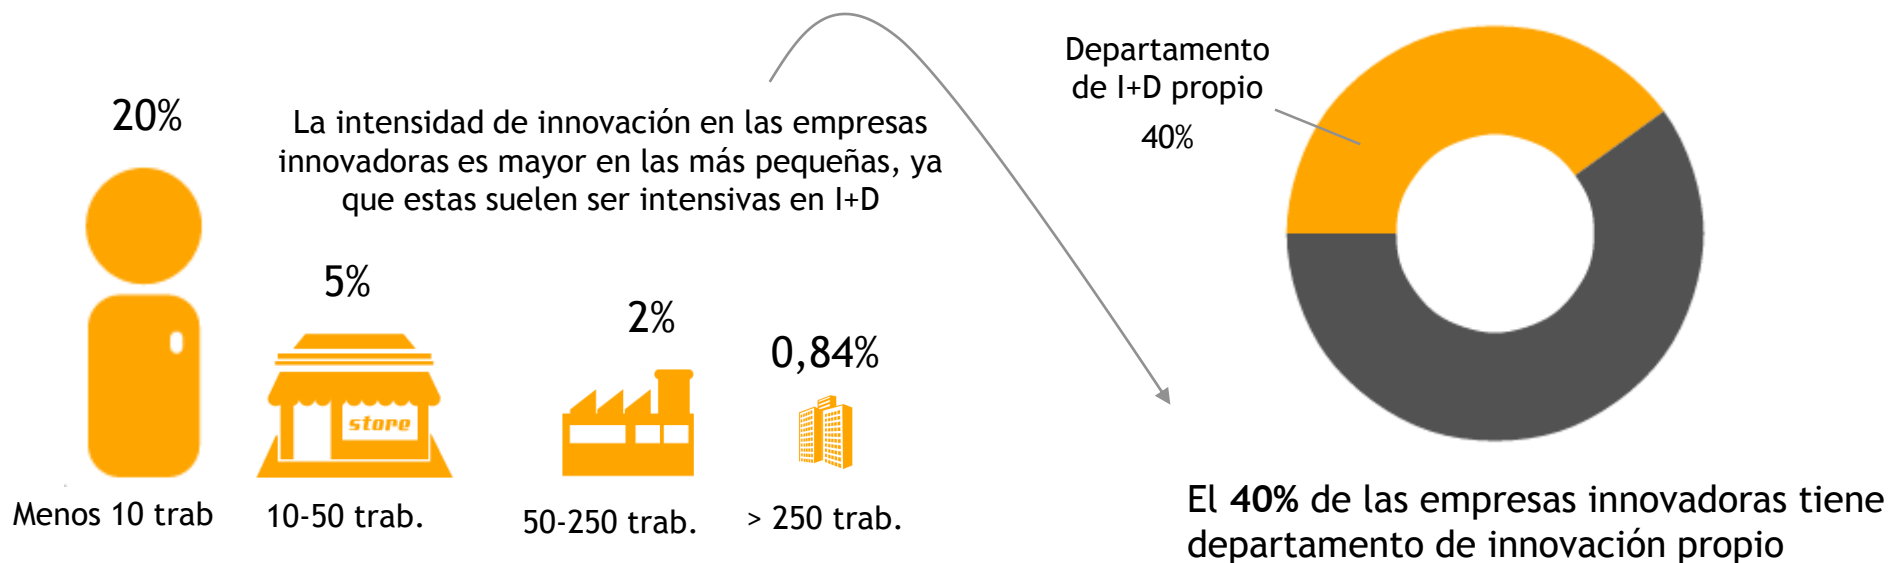 20%
La intensidad de innovación en las empresas
innovadoras es mayor en las más pequeñas, ya
que estas suelen ser intensivas en I+D
5%
2%
0,84%
store
Menos 10 trab
10-50 trab.
50-250 trab.
> 250 trab.
Departamento
de I+D propio
40%
El 40% de las empresas innovadoras tiene
departamento de innovación propio